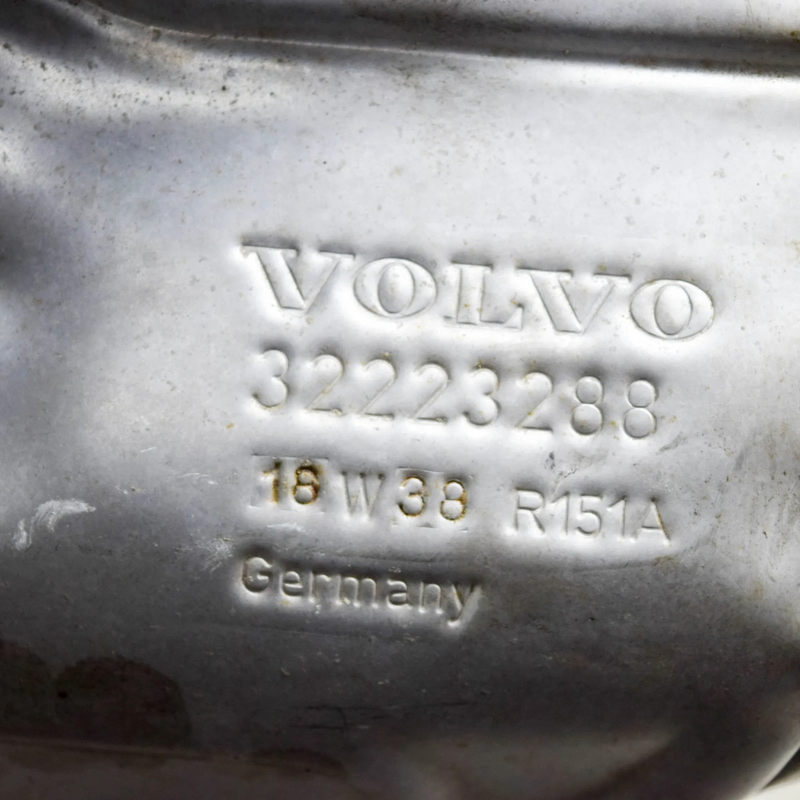 VOLVO
32223288
18 W 38 R151A
Germany